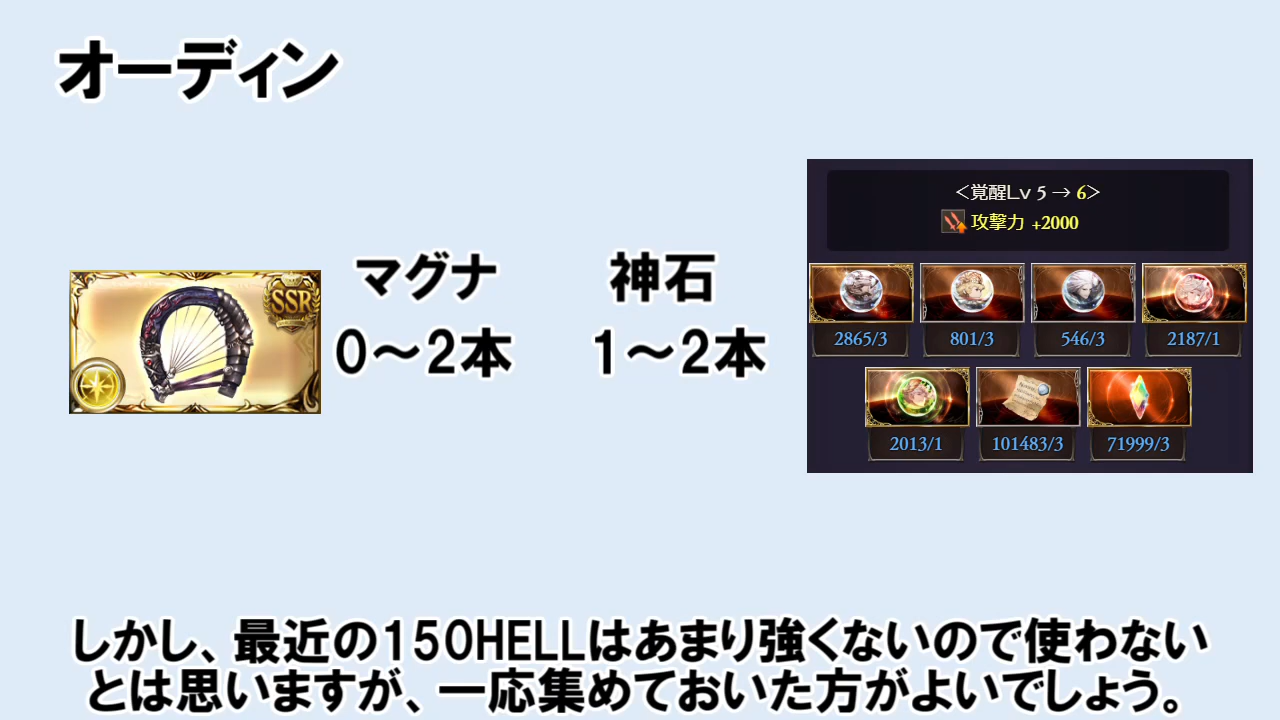 オーディン
SSR
マグナ
0～2本
神石
1～2本
＜覚醒Lv 5 → 6＞
攻撃力 +2000
2865/3
801/3
546/3
2187/1
2013/1
101483/3
71999/3
しかし、最近の150HELLはあまり強くないので使わない
とは思いますが、一応集めておいた方がよいでしょう。